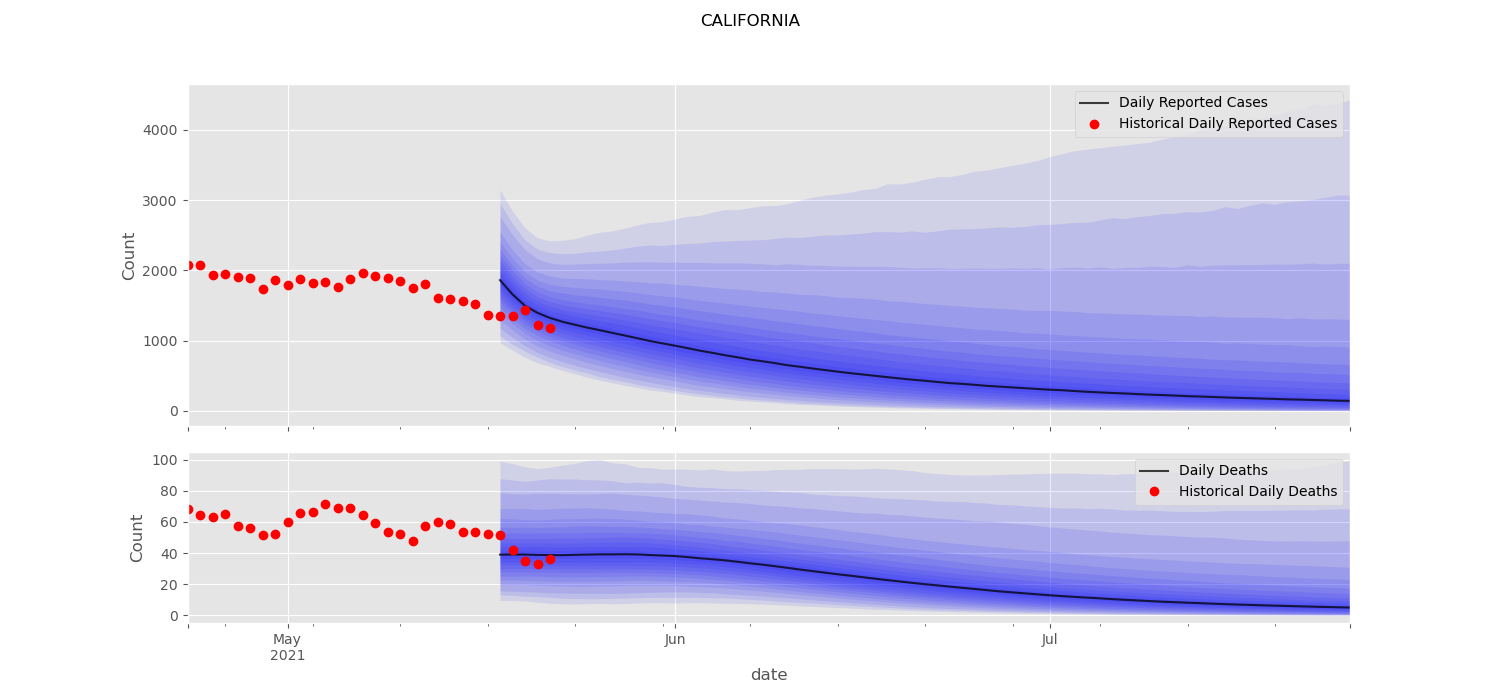 CALIFORNIA
Daily Reported Cases
Historical Daily Reported Cases
4000
3000
2000
1000
0
Count
Daily Deaths
Historical Daily Deaths
100
80
60
40
20
0
Count
May
2021
Jun
Jul
date